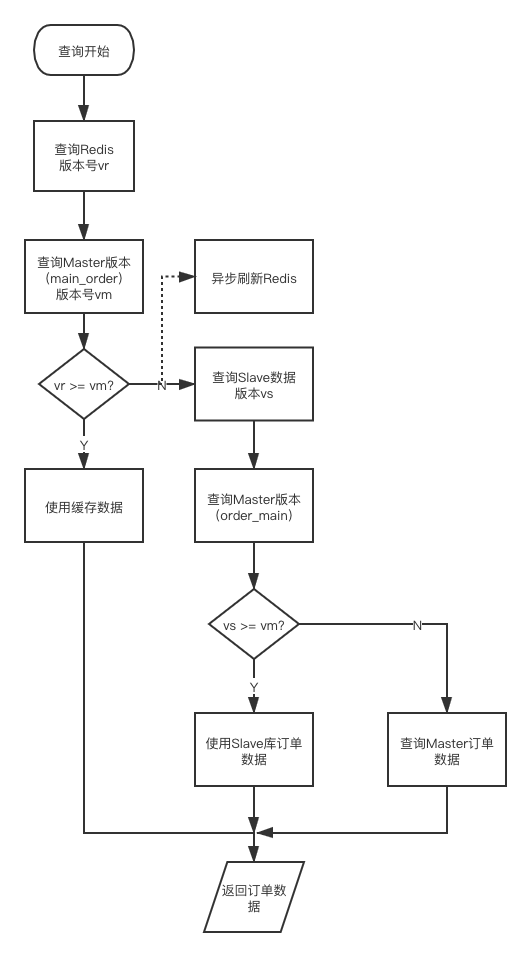 查询开始
查询Redis
版本号vr
查询Master版本
(main_order)
版本号vm
异步刷新Redis
vr >= vm?
N
查询Slave数据
版本vs
Y
使用缓存数据
查询Master版本
(order_main)
vs >= vm?
N
Y
使用Slave库订单
数据
查询Master订单
数据
返回订单数
据